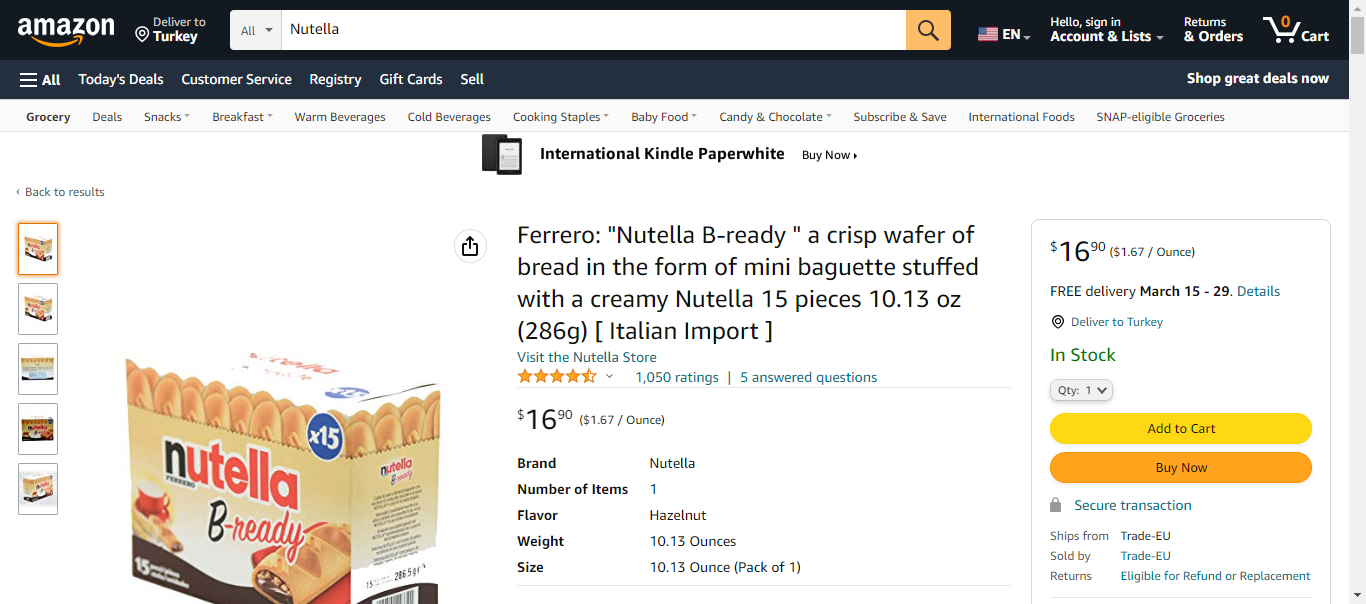 amazon
Deliver to
Turkey
All
Nutella
EN
Hello, sign in
Account & Lists
Returns
& Orders
0
Cart
All
Today's Deals
Customer Service
Registry
Gift Cards
Sell
Shop great deals now
Grocery
Deals
Snacks
Breakfast
Warm Beverages
Cold Beverages
Cooking Staples
Baby Food
Candy & Chocolate
Subscribe & Save
International Foods
SNAP-eligible Groceries
International Kindle Paperwhite
Buy Now
‹ Back to results
Ferrero: "Nutella B-ready " a crisp wafer of
bread in the form of mini baguette stuffed
with a creamy Nutella 15 pieces 10.13 oz
(286g) [ Italian Import ]
Visit the Nutella Store
1,050 ratings | 5 answered questions
$16 90 ($1.67 / Ounce)
Brand Nutella
Number of Items 1
Flavor Hazelnut
Weight 10.13 Ounces
Size 10.13 Ounce (Pack of 1)
x15
nutella
FERRERO
B-ready
15
nutella
B-ready
15
286.5 g e
$16 90 ($1.67 / Ounce)
FREE delivery March 15 - 29. Details
Deliver to Turkey
In Stock
Qty: 1
Add to Cart
Buy Now
Secure transaction
Ships from Trade-EU
Sold by Trade-EU
Returns Eligible for Refund or Replacement